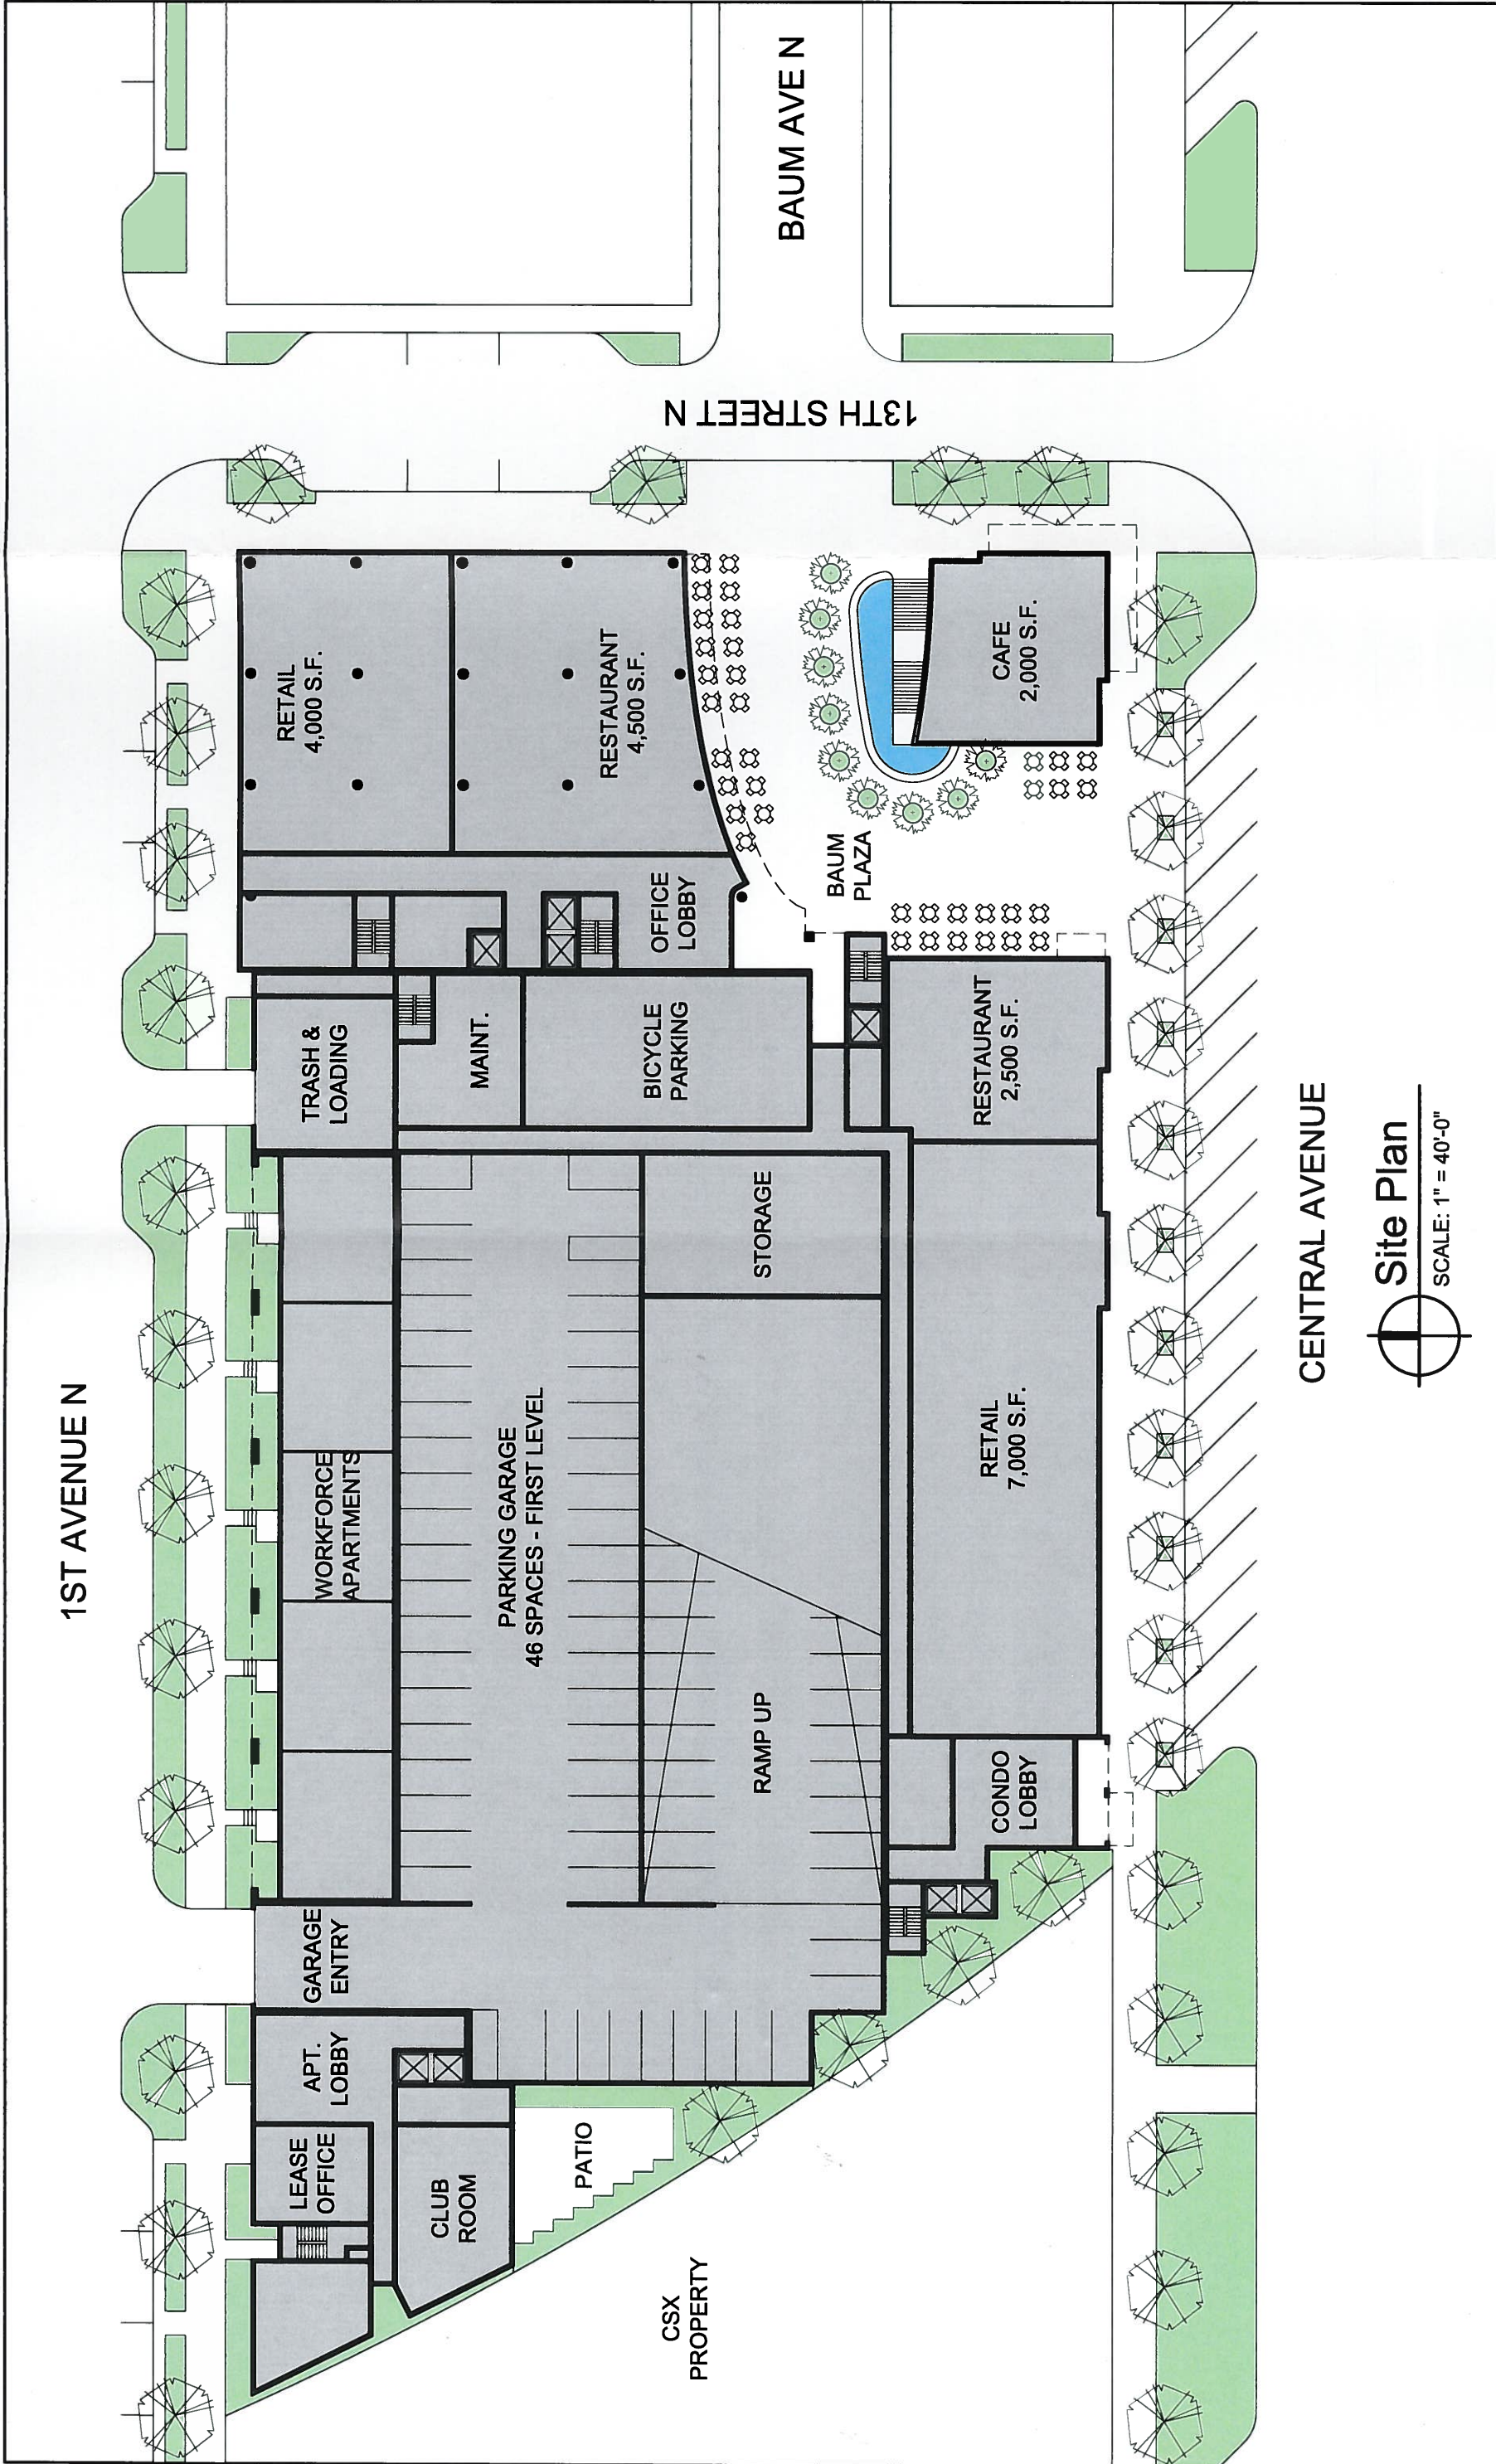 1ST AVENUE N
LEASE
OFFICE
APT.
LOBBY
GARAGE
ENTRY
WORKFORCE
APARTMENTS
TRASH &
LOADING
RETAIL
4,000 S.F.
CLUB
ROOM
PATIO
PARKING GARAGE
46 SPACES - FIRST LEVEL
MAINT.
BICYCLE
PARKING
OFFICE
LOBBY
RESTAURANT
4,500 S.F.
13TH STREET N
BAUM AVE N
CSX
PROPERTY
RAMP UP
STORAGE
BAUM
PLAZA
CONDO
LOBBY
RETAIL
7,000 S.F.
RESTAURANT
2,500 S.F.
CAFE
2,000 S.F.
CENTRAL AVENUE
Site Plan
SCALE: 1" = 40'-0"